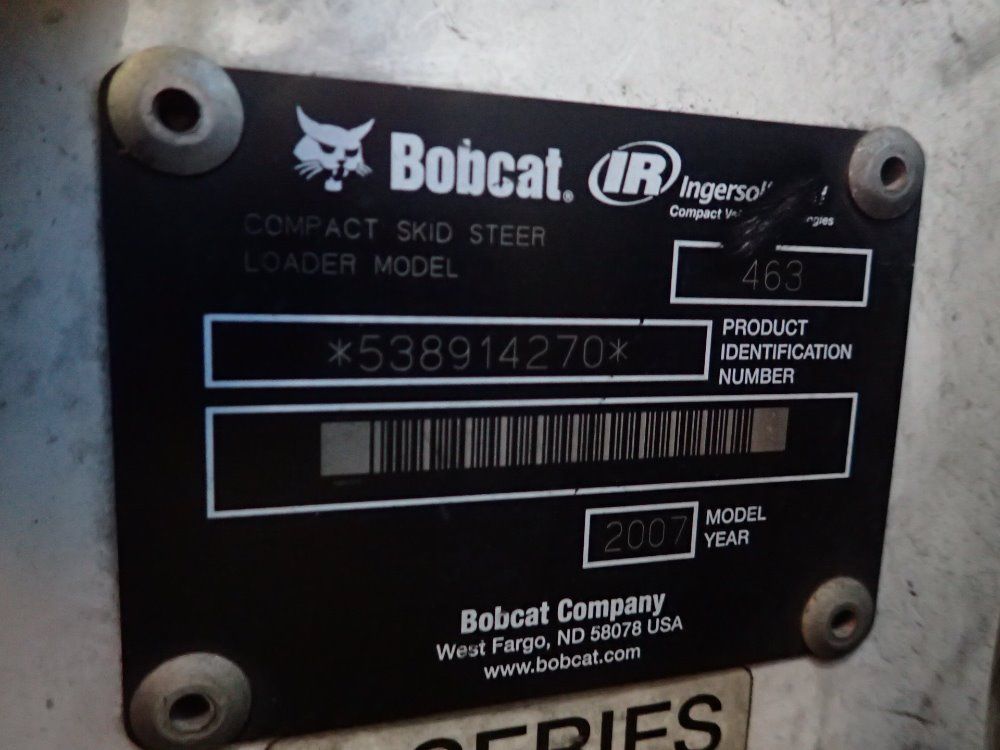 Bobcat®
IR
Compact
COMPACT SKID STEER
LOADER MODEL
463
*538914270*
PRODUCT
IDENTIFICATION
NUMBER
2007
MODEL
YEAR
Bobcat Company
West Fargo, ND 58078 USA
www.bobcat.com
SERIES